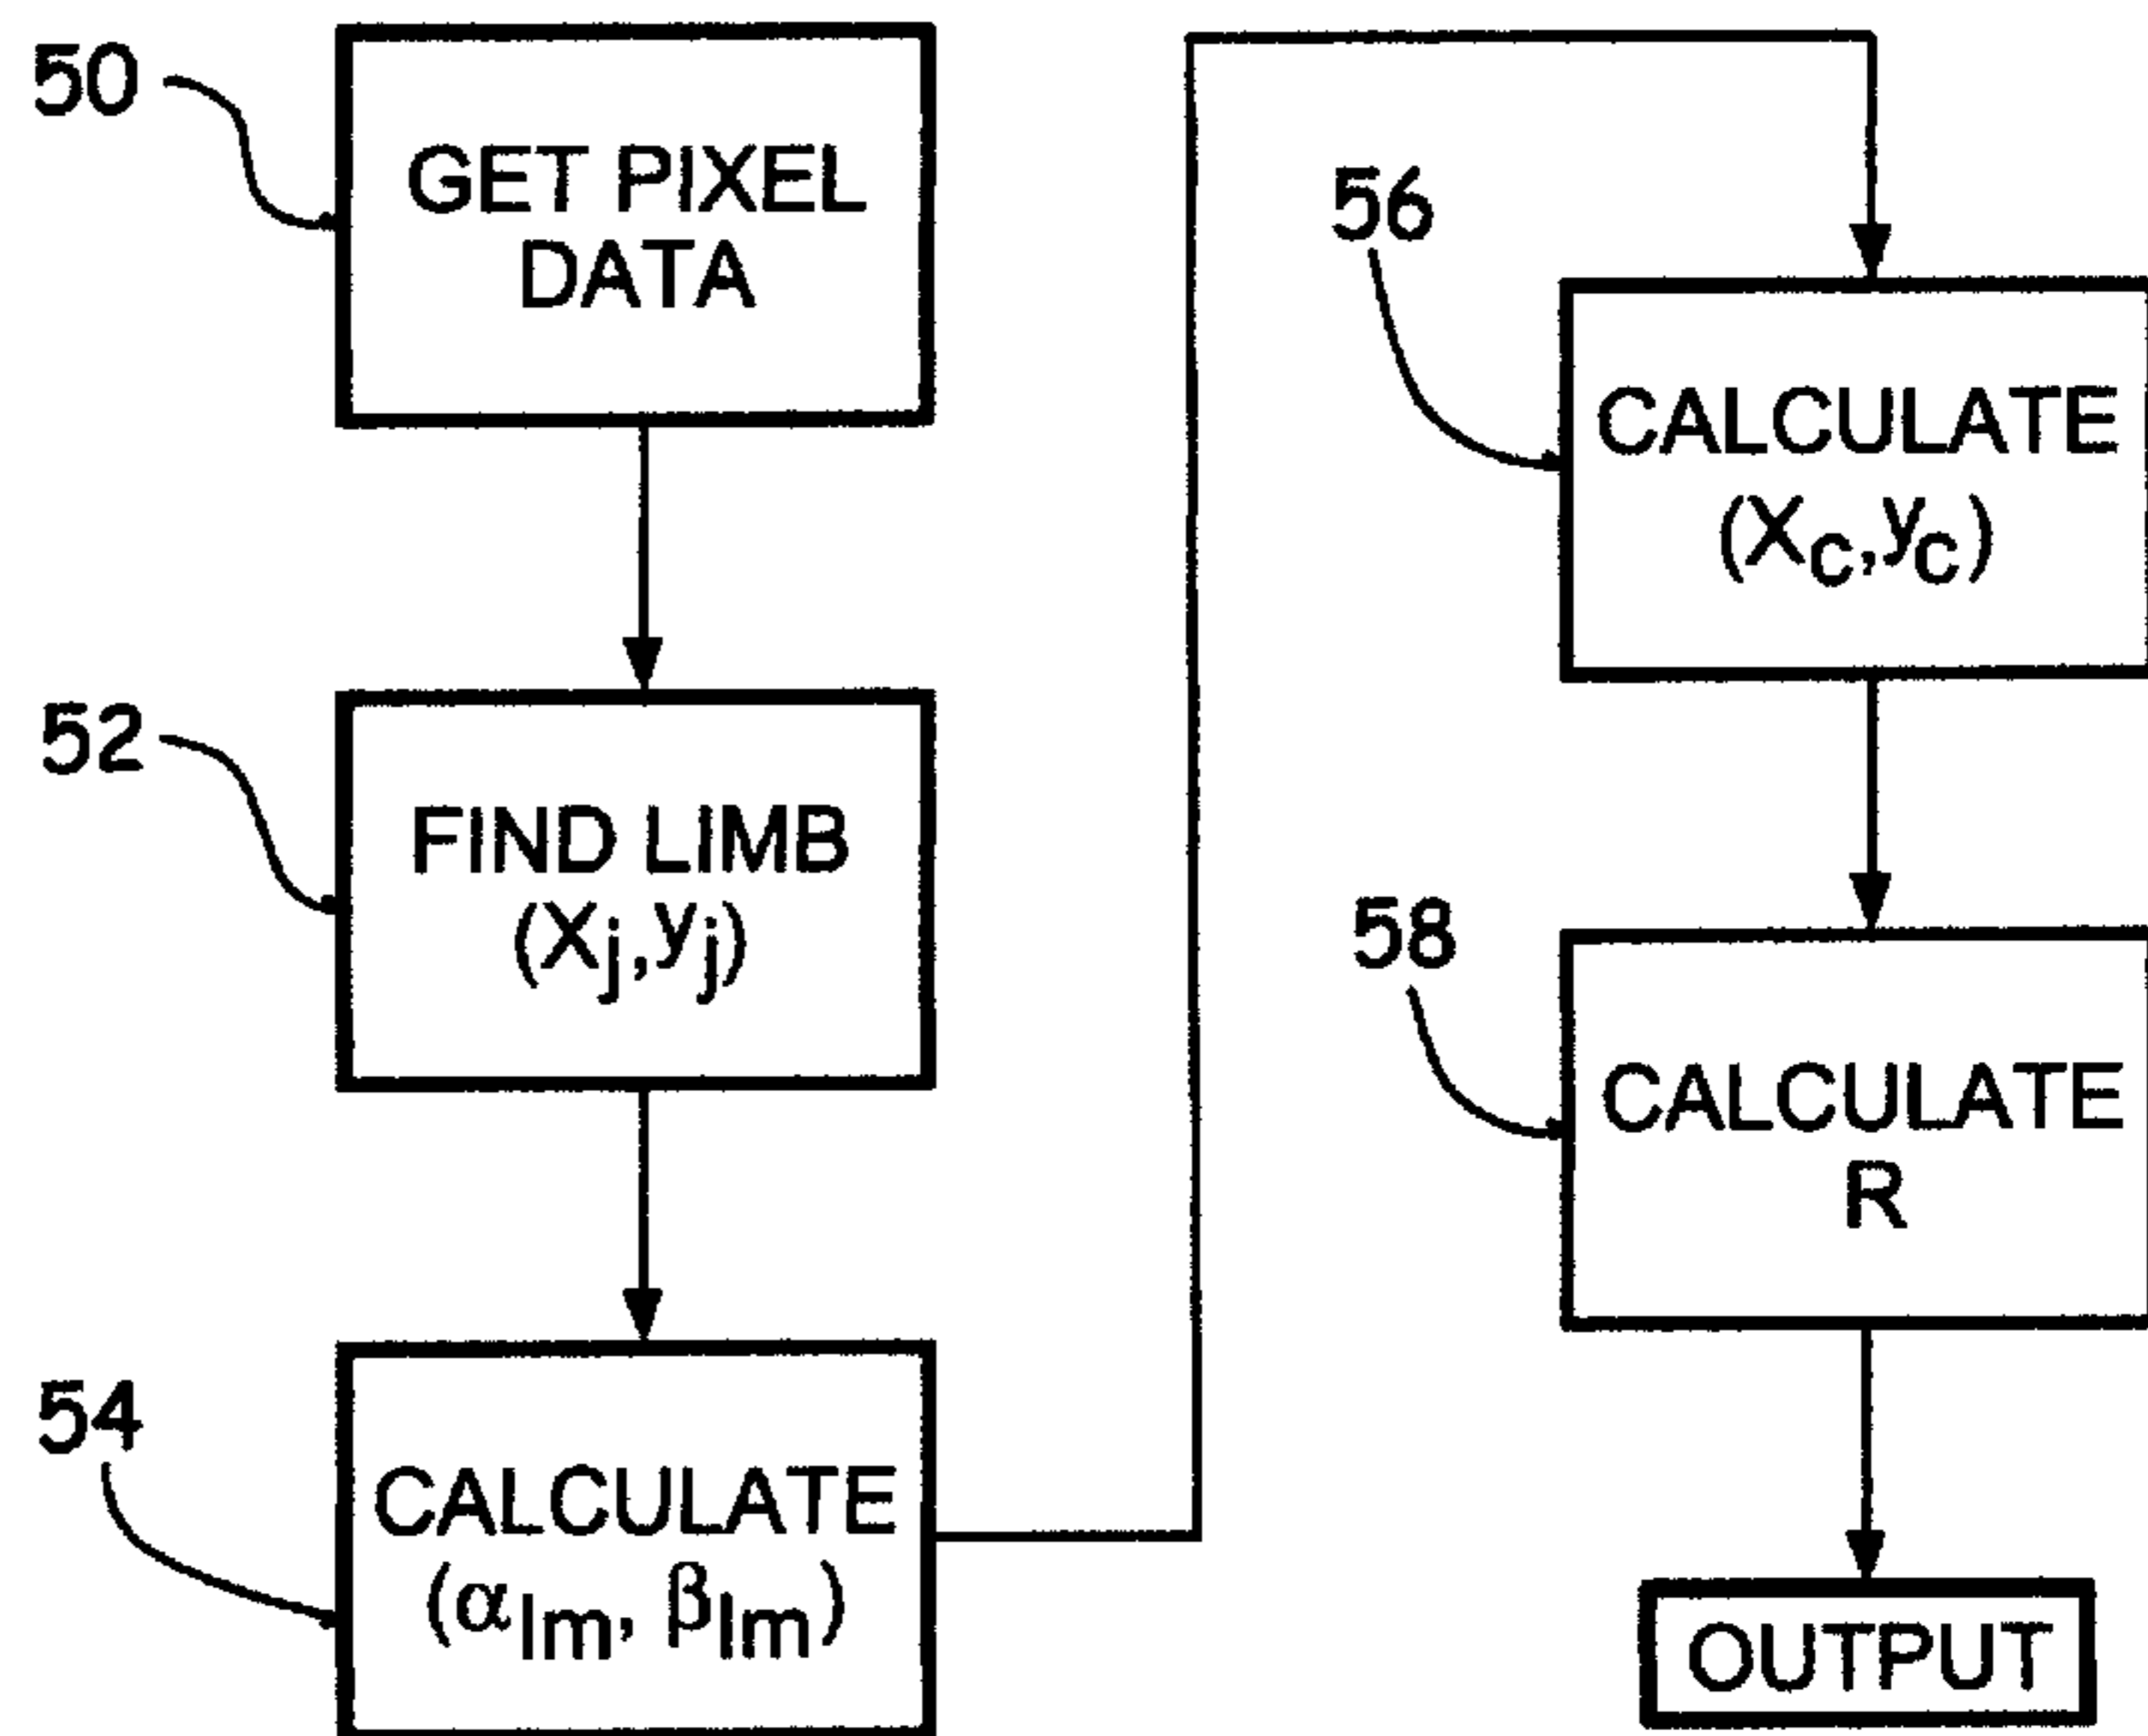 50
GET PIXEL
DATA
52
FIND LIMB
(Xj,yj)
54
CALCULATE
(αlm, βlm)
56
CALCULATE
(Xc,yc)
58
CALCULATE
R
OUTPUT